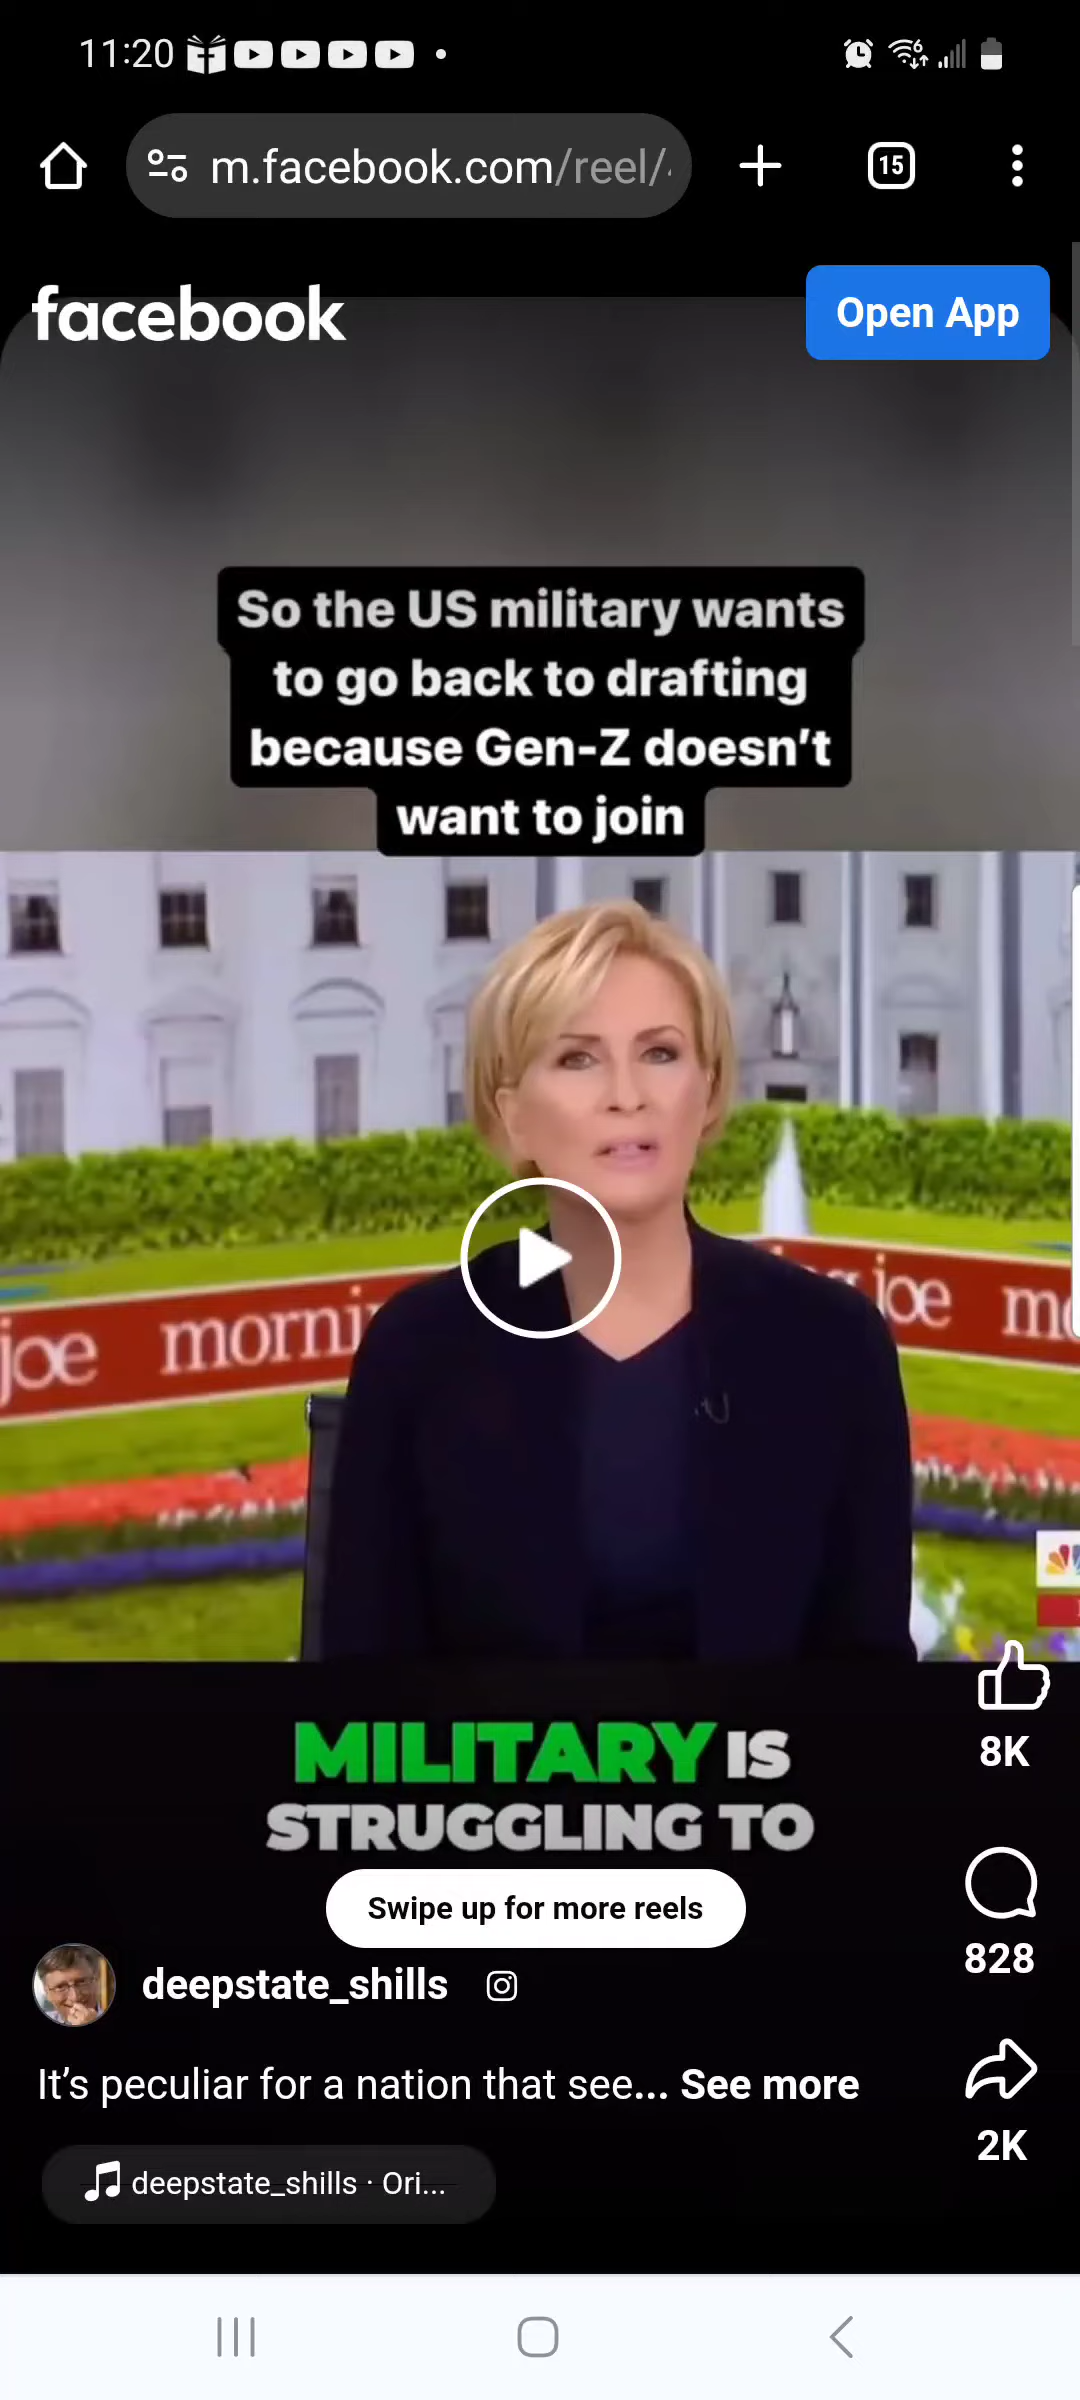 11:20
m.facebook.com/reel/
15
facebook
Open App
So the US military wants
to go back to drafting
because Gen-Z doesn't
want to join
joe morni
joe mo
MILITARY IS
STRUGGLING TO
8K
Swipe up for more reels
828
deepstate_shills
It's peculiar for a nation that see... See more
2K
deepstate_shills · Ori...